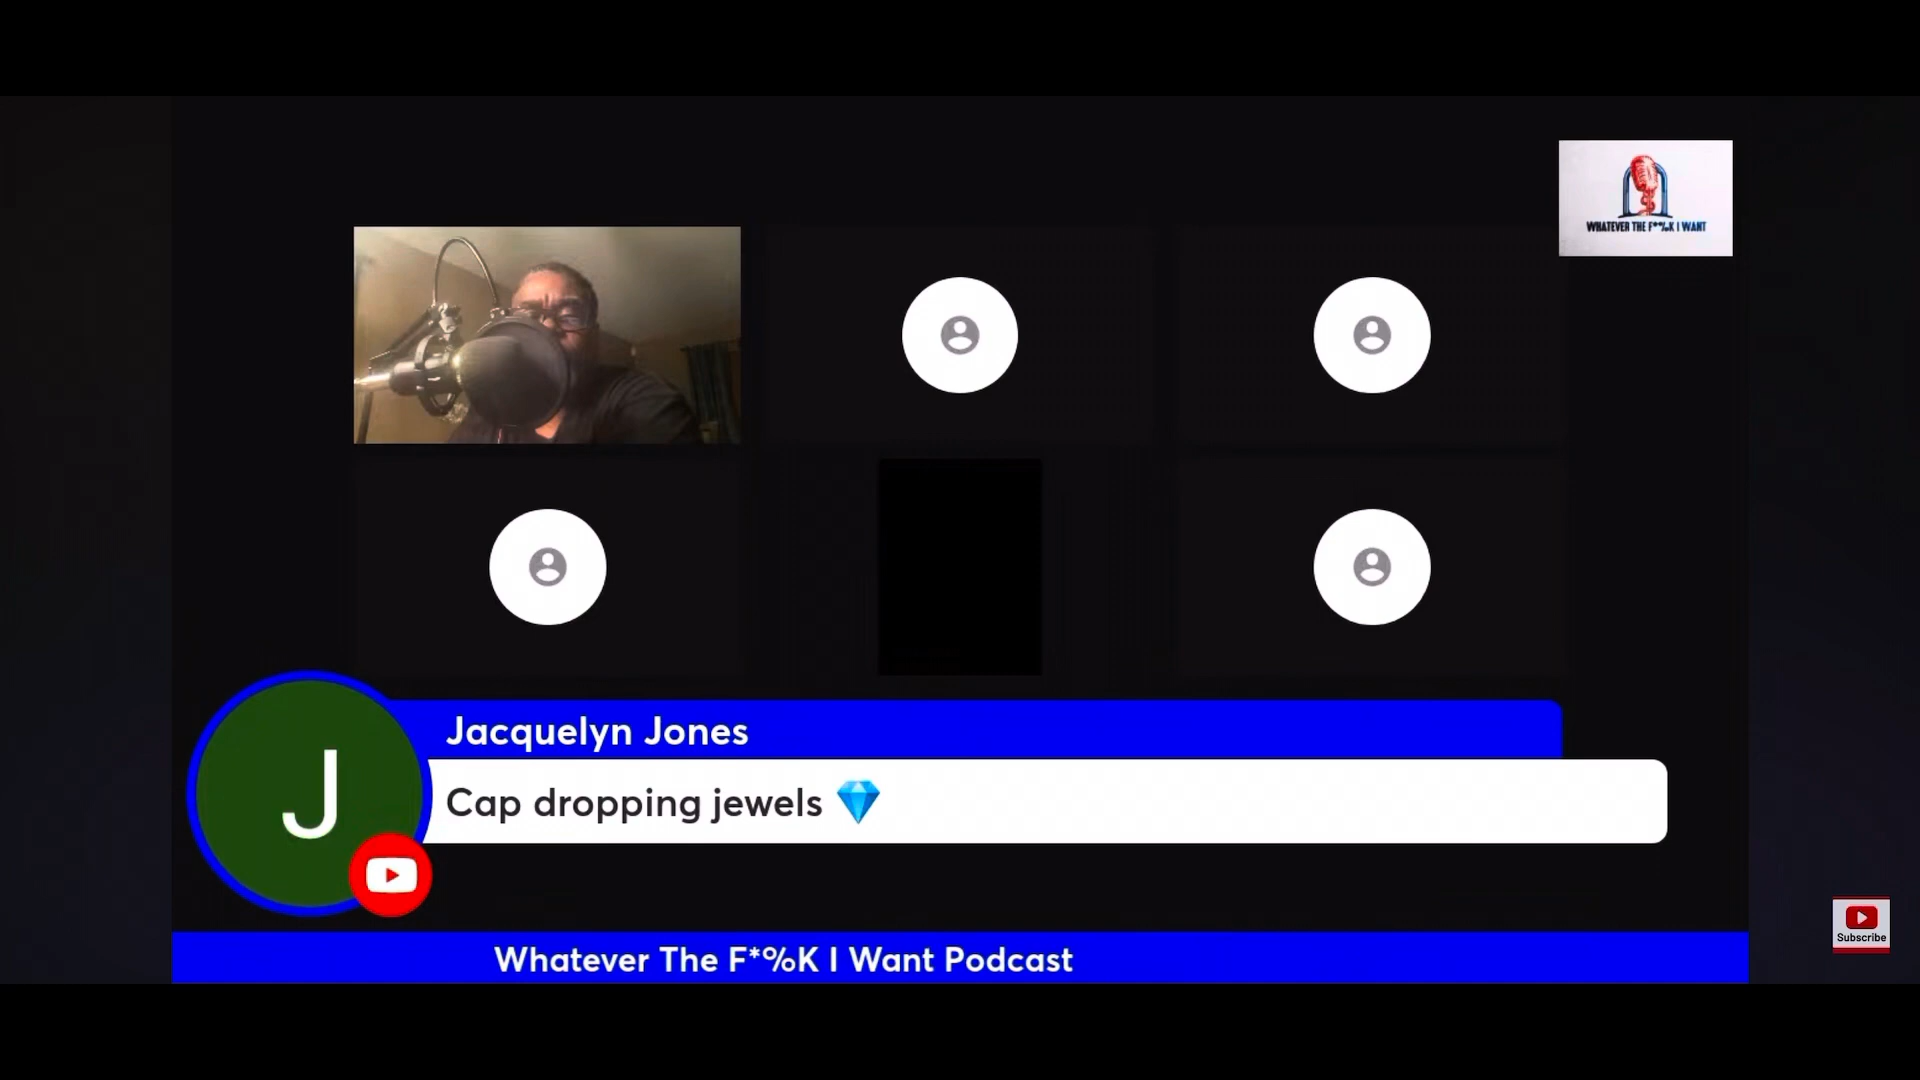 WHATEVER THE F*%K I WANT
Jacquelyn Jones
Cap dropping jewels 💎
J
Subscribe
Whatever The F*%K I Want Podcast